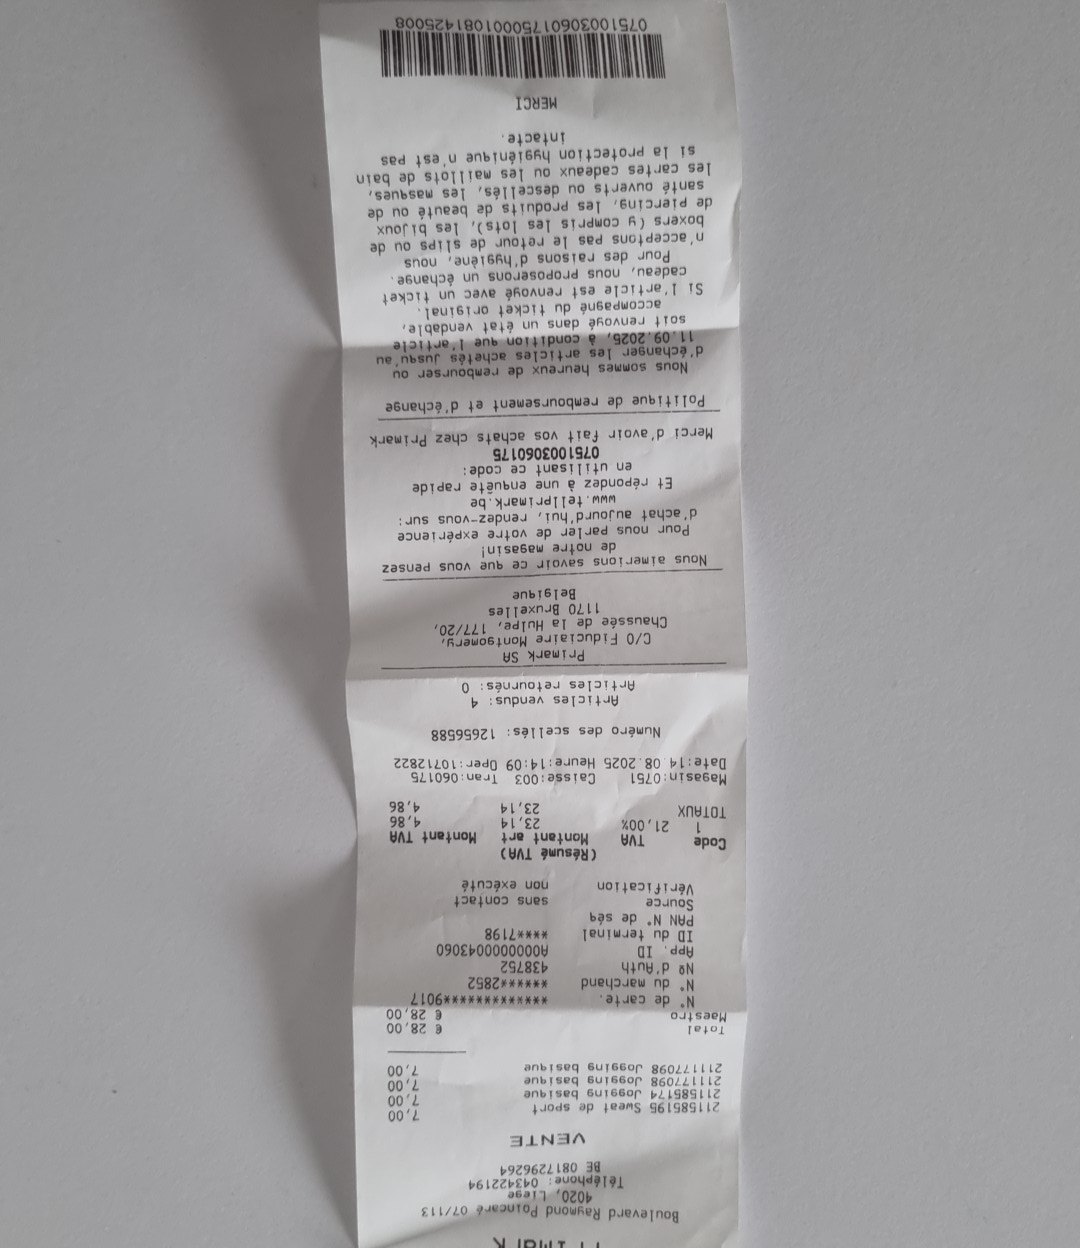 Primark
Boulevard Raymond Poincaré 07/113
4020, Liege
Téléphone: 043422194
BE 0817296264
VENTE
211585195 Sweat de sport 7,00
211585174 Jogging basique 7,00
211177098 Jogging basique 7,00
211177098 Jogging basique 7,00
Total € 28,00
Maestro € 28,00
N° de carte. ***************9017
N° du marchand ******2852
Nº d'Auth 438752
App. ID A0000000043060
ID du terminal ****7198
PAN N° de séq
Source sans contact
Vérification non exécuté
(Résumé TVA)
Code TVA Montant art Montant TVA
1 21,00% 23,14 4,86
TOTAUX 23,14 4,86
Magasin:0751 Caisse:003 Tran:060175
Date:14.08.2025 Heure:14:09 Oper:10712822
Numéro des scellés: 12656588
Articles vendus: 4
Articles retournés: 0
Primark SA
C/O Fiduciaire Montgomery,
Chaussée de la Hulpe, 177/20,
1170 Bruxelles
Belgique
Nous aimerions savoir ce que vous pensez
de notre magasin!
Pour nous parler de votre expérience
d'achat aujourd'hui, rendez-vous sur:
www.tellprimark.be
Et répondez à une enquête rapide
en utilisant ce code:
0751003060175
Merci d'avoir fait vos achats chez Primark
Politique de remboursement et d'échange
Nous sommes heureux de rembourser ou
d'échanger les articles achetés jusqu'au
11.09.2025, à condition que l'article
soit renvoyé dans un état vendable,
accompagné du ticket original.
Si l'article est renvoyé avec un ticket
cadeau, nous proposerons un échange.
Pour des raisons d'hygiène, nous
n'acceptons pas le retour de slips ou de
boxers (y compris les lots), les bijoux
de piercing, les produits de beauté ou de
santé ouverts ou descellés, les masques,
les cartes cadeaux ou les maillots de bain
si la protection hygiénique n'est pas
intacte.
MERCI
07510030601750001081425008